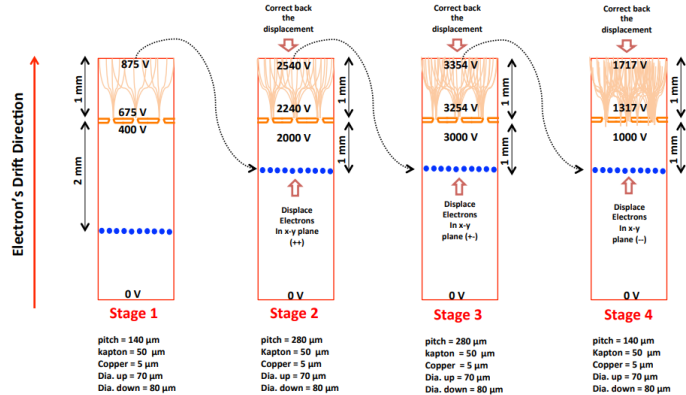 Correct back
the
displacement
Correct back
the
displacement
Correct back
the
displacement
Electron's Drift Direction
1 mm
2 mm
875 V
675 V
400 V
0 V
Stage 1
pitch = 140 µm
kapton = 50 µm
Copper = 5 µm
Dia. up = 70 µm
Dia. down = 80 µm
2540 V
2240 V
2000 V
1 mm
1 mm
Displace
Electrons
In x-y plane
(++)
0 V
Stage 2
pitch = 280 µm
Kapton = 50 µm
Copper = 5 µm
Dia. up = 70 µm
Dia. down = 80 µm
3354 V
3254 V
3000 V
1 mm
1 mm
Displace
Electrons
In x-y
plane (+-)
0 V
Stage 3
pitch = 280 µm
kapton = 50 µm
Copper = 5 µm
Dia. up = 70 µm
Dia. down = 80 µm
1717 V
1317 V
1000 V
1 mm
1 mm
Displace
Electrons
In x-y
plane (--)
0 V
Stage 4
pitch = 140 µm
Kapton = 50 µm
Copper = 5 µm
Dia. up = 70 µm
Dia. down = 80 µm